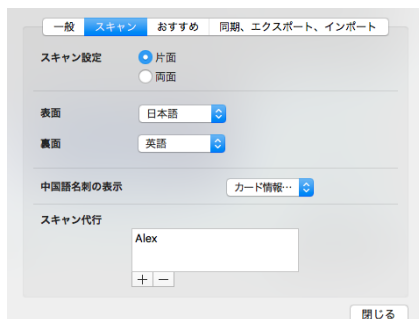 一般 スキャン おすすめ 同期、エクスポート、インポート
スキャン設定 片面
両面
表面 日本語
裏面 英語
中国語名刺の表示 カード情報…
スキャン代行
Alex
+ −
閉じる